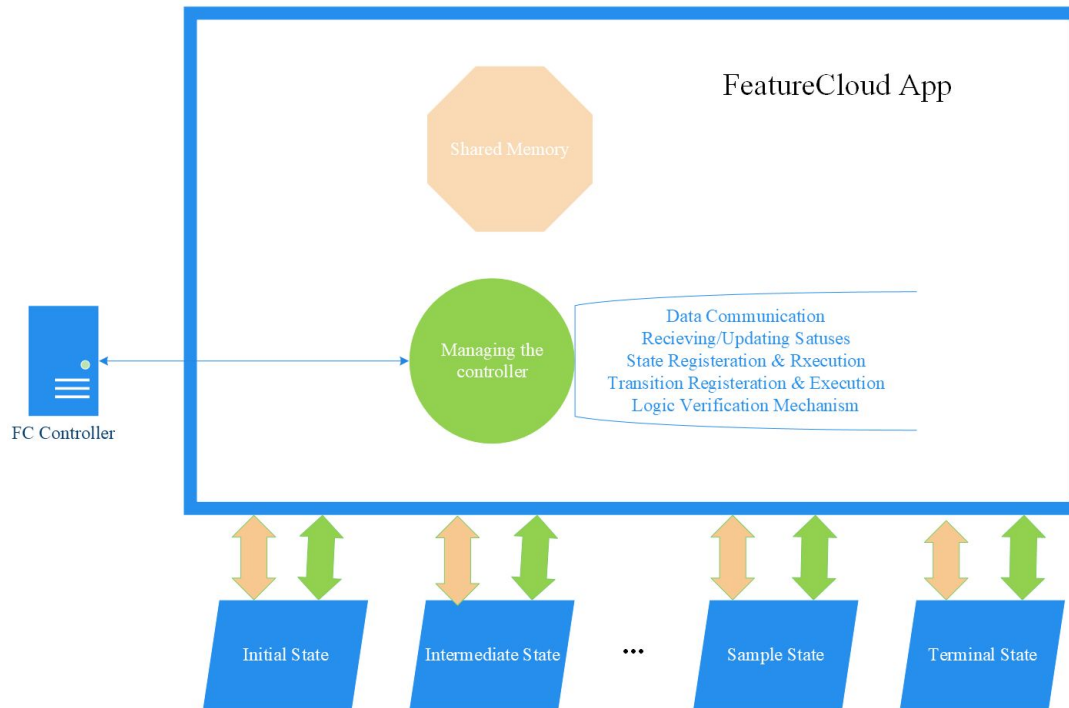 FeatureCloud App
Shared Memory
Managing the
controller
Data Communication
Recieving/Updating Satuses
State Registeration & Rxecution
Transition Registeration & Execution
Logic Verification Mechanism
FC Controller
Initial State
Intermediate State
...
Sample State
Terminal State